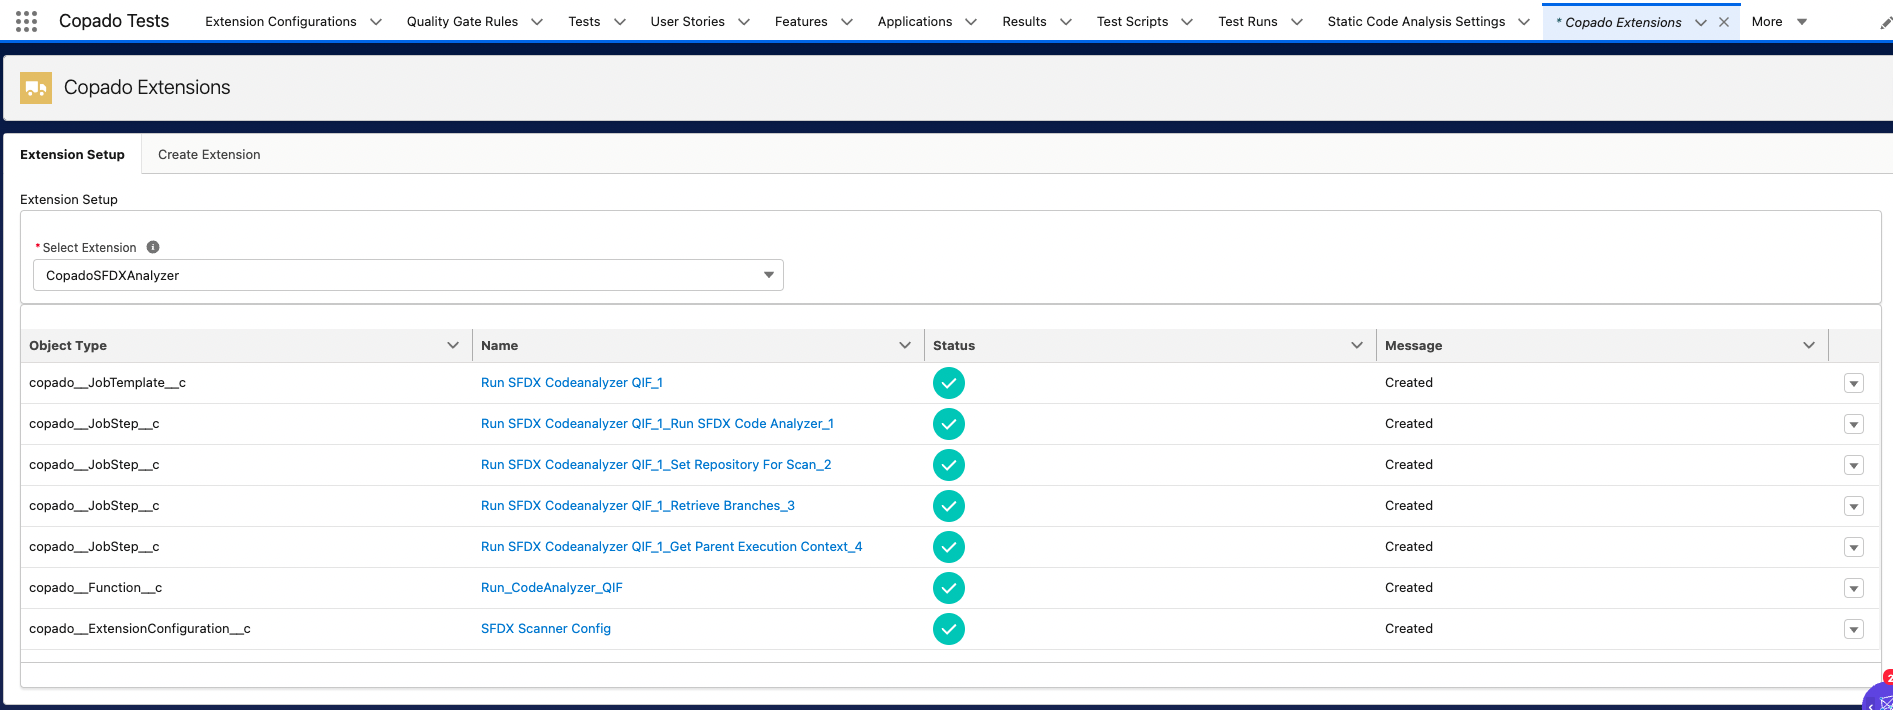 Copado Tests Extension Configurations Quality Gate Rules Tests User Stories Features Applications Results Test Scripts Test Runs Static Code Analysis Settings * Copado Extensions More
Copado Extensions
Extension Setup Create Extension
Extension Setup
* Select Extension
CopadoSFDXAnalyzer
Object Type Name Status Message
copado__JobTemplate__c Run SFDX Codeanalyzer QIF_1 Created
copado__JobStep__c Run SFDX Codeanalyzer QIF_1_Run SFDX Code Analyzer_1 Created
copado__JobStep__c Run SFDX Codeanalyzer QIF_1_Set Repository For Scan_2 Created
copado__JobStep__c Run SFDX Codeanalyzer QIF_1_Retrieve Branches_3 Created
copado__JobStep__c Run SFDX Codeanalyzer QIF_1_Get Parent Execution Context_4 Created
copado__Function__c Run_CodeAnalyzer_QIF Created
copado__ExtensionConfiguration__c SFDX Scanner Config Created
2